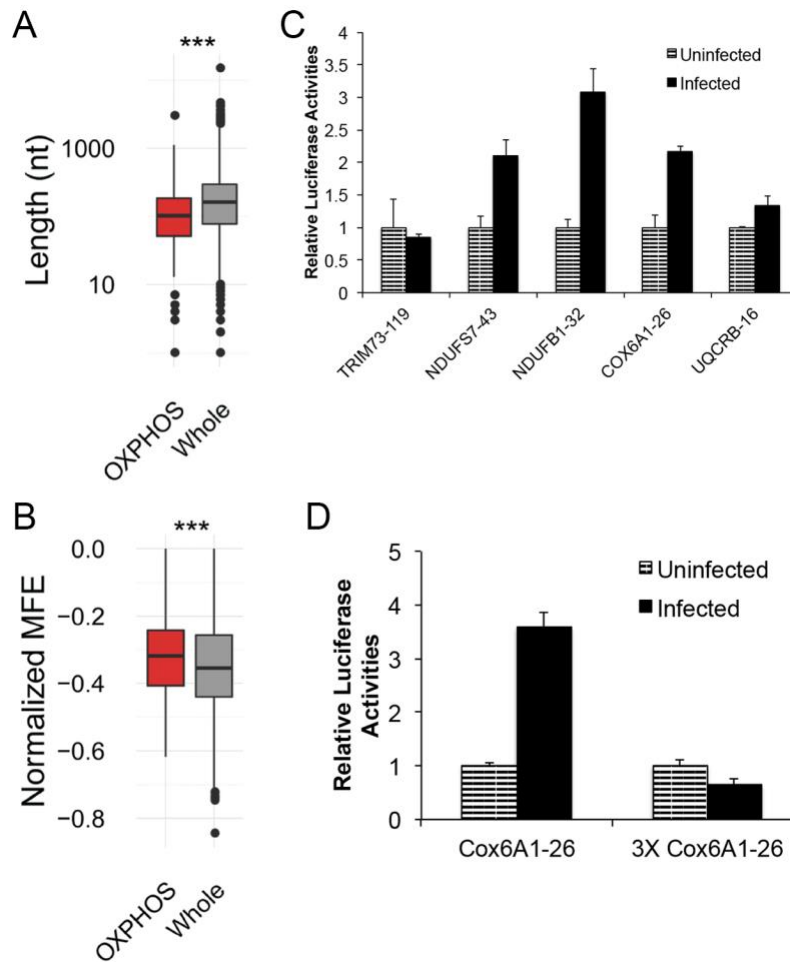 A
***
Length (nt)
1000
10
OXPHOS
Whole
B
***
Normalized MFE
0.0
−0.2
−0.4
−0.6
−0.8
OXPHOS
Whole
C
Relative Luciferase Activities
4
3.5
3
2.5
2
1.5
1
0.5
0
Uninfected
Infected
TRIM73-119
NDUFS7-43
NDUFB1-32
COX6A1-26
UQCRB-16
D
Relative Luciferase
Activities
5
4
3
2
1
0
Uninfected
Infected
Cox6A1-26
3X Cox6A1-26